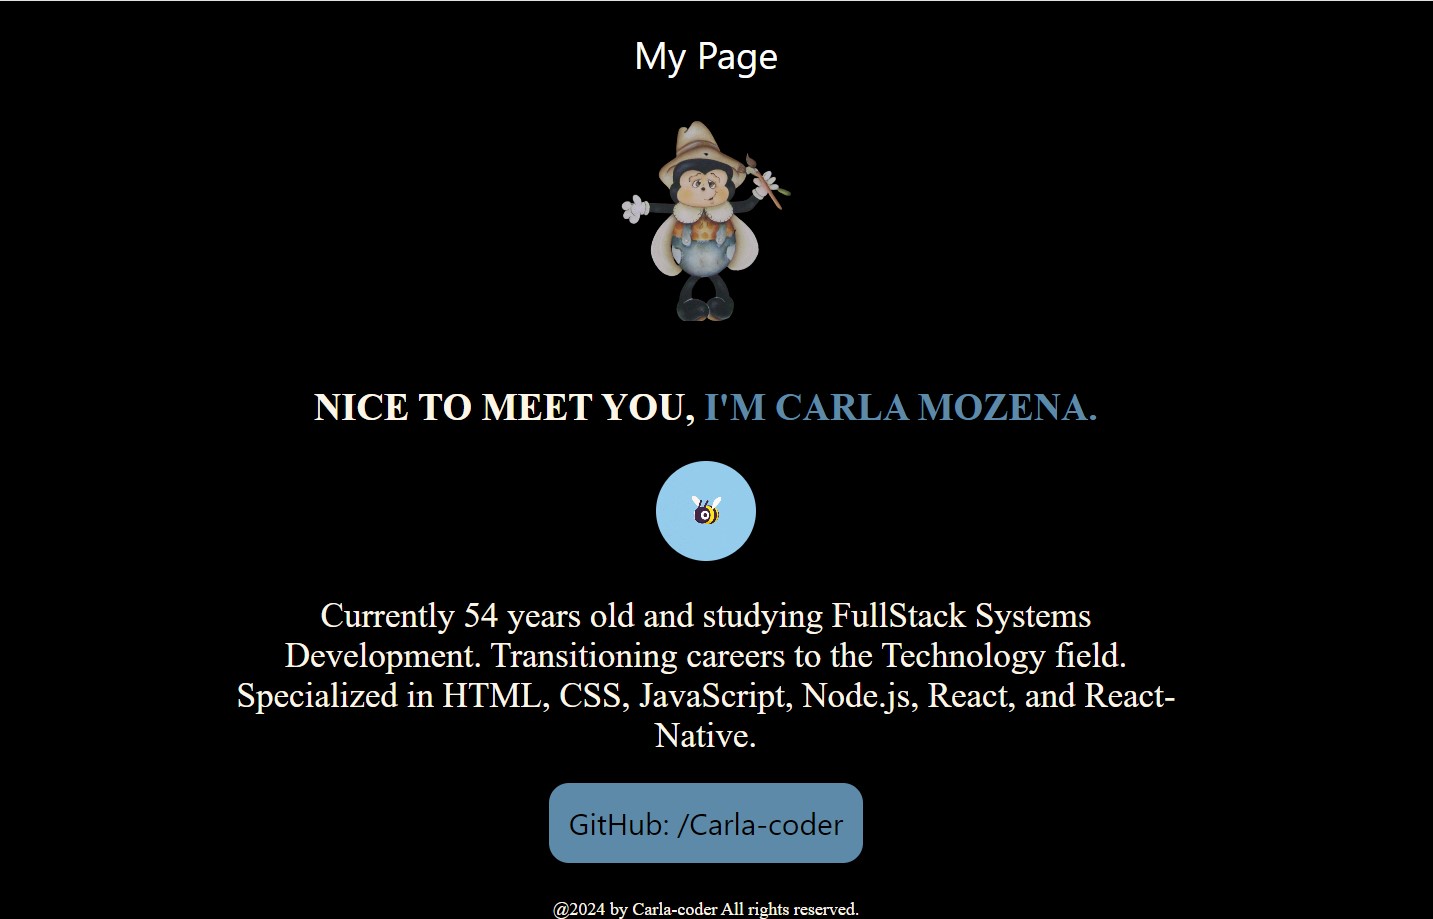 My Page
NICE TO MEET YOU, I'M CARLA MOZENA.
Currently 54 years old and studying FullStack Systems
Development. Transitioning careers to the Technology field.
Specialized in HTML, CSS, JavaScript, Node.js, React, and React-
Native.
GitHub: /Carla-coder
@2024 by Carla-coder All rights reserved.